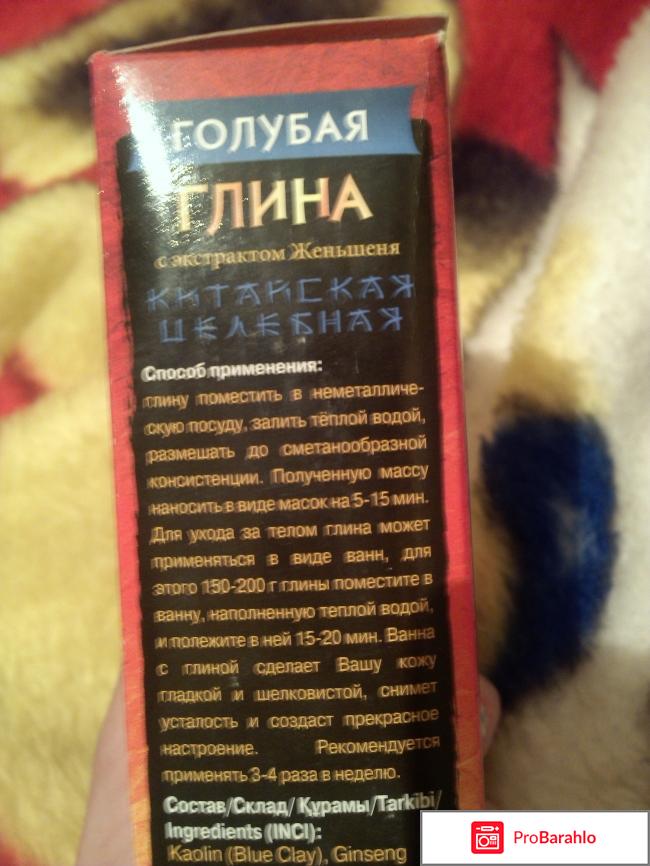 ГОЛУБАЯ
ГЛИНА
с экстрактом Женьшеня
КИТАЙСКАЯ
ЦЕЛЕБНАЯ
Способ применения:
глину поместить в неметалличе-
скую посуду, залить тёплой водой,
размешать до сметанообразной
консистенции. Полученную массу
наносить в виде масок на 5-15 мин.
Для ухода за телом глина может
применяться в виде ванн, для
этого 150-200 г глины поместите в
ванну, наполненную теплой водой,
и полежите в ней 15-20 мин. Ванна
с глиной сделает Вашу кожу
гладкой и шелковистой, снимет
усталость и создаст прекрасное
настроение. Рекомендуется
применять 3-4 раза в неделю.
Состав/Склад/ Құрамы/Tarkibi/
Ingredients (INCI):
Kaolin (Blue Clay), Ginseng
ProBarahlo